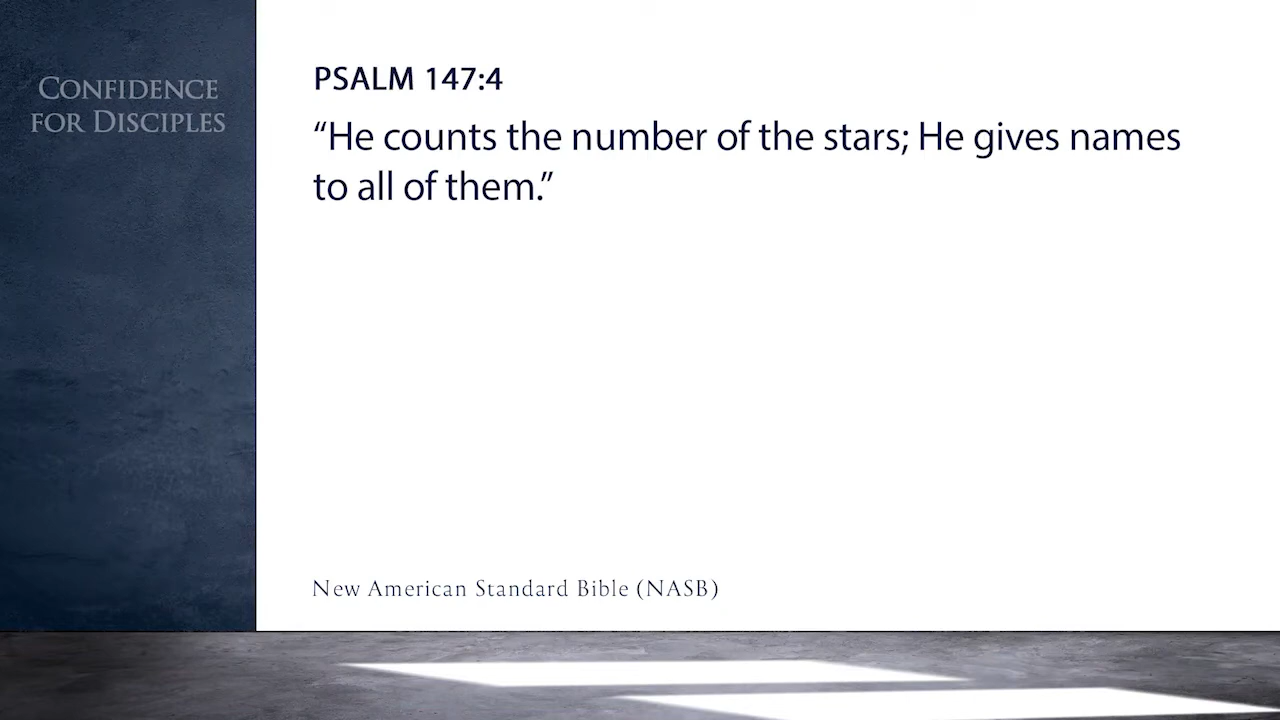 CONFIDENCE
FOR DISCIPLES
PSALM 147:4
“He counts the number of the stars; He gives names
to all of them.”
New American Standard Bible (NASB)